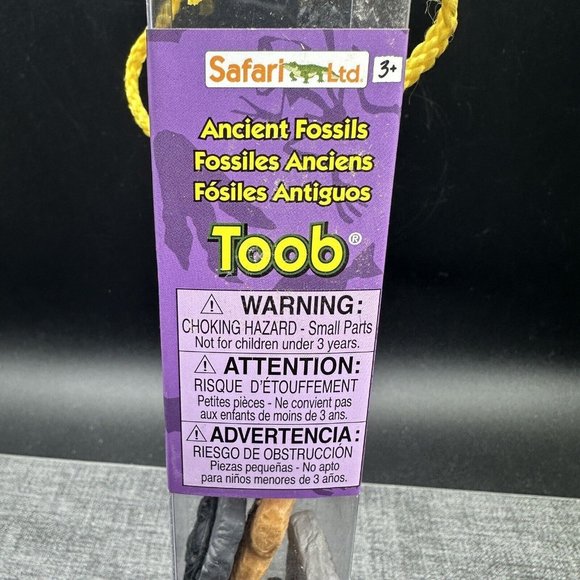 Safari Ltd. 3+
Ancient Fossils
Fossiles Anciens
Fósiles Antiguos
Toob®
⚠ WARNING:
CHOKING HAZARD - Small Parts
Not for children under 3 years.
⚠ ATTENTION:
RISQUE D'ÉTOUFFEMENT
Petites pièces - Ne convient pas
aux enfants de moins de 3 ans.
⚠ ADVERTENCIA:
RIESGO DE OBSTRUCCIÓN
Piezas pequeñas - No apto
para niños menores de 3 años.